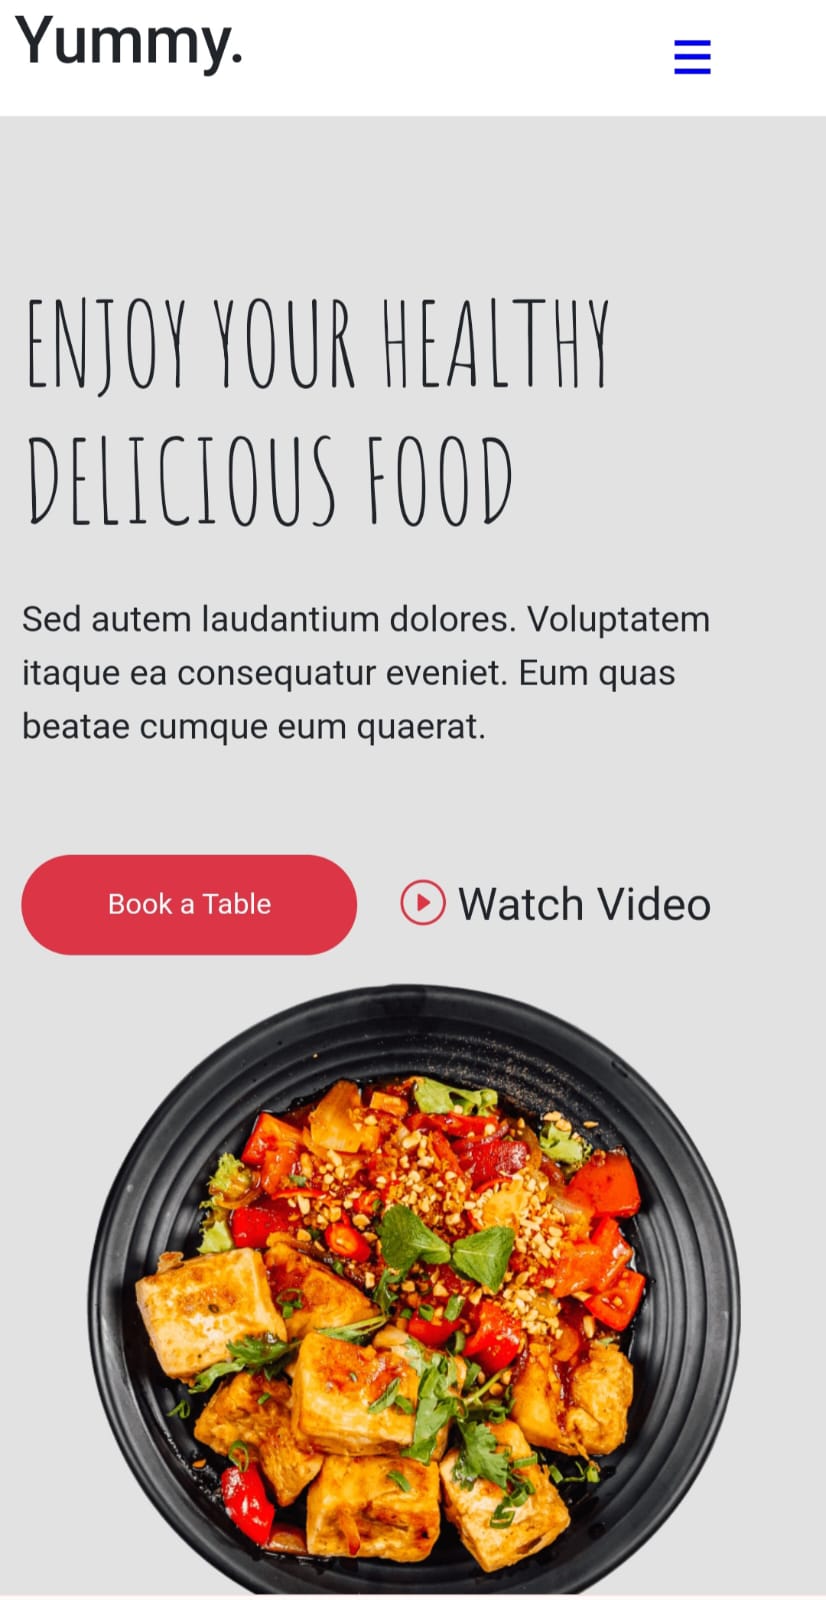 Yummy.
ENJOY YOUR HEALTHY
DELICIOUS FOOD
Sed autem laudantium dolores. Voluptatem
itaque ea consequatur eveniet. Eum quas
beatae cumque eum quaerat.
Book a Table
Watch Video